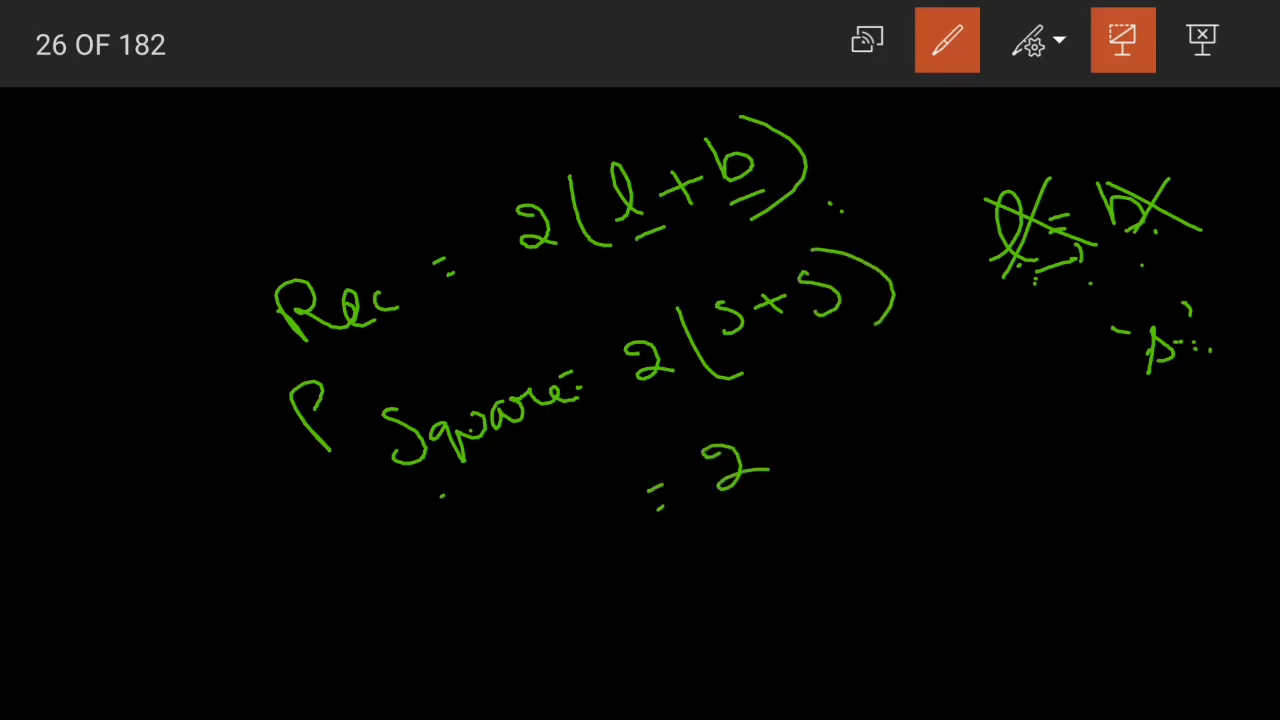 26 OF 182
Rec = 2(l + b)
P Square = 2(s + s)
= 2